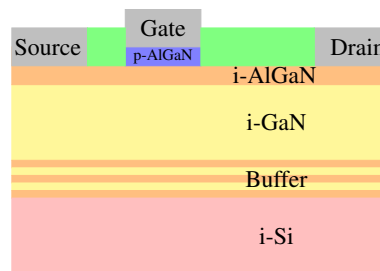 Gate
Source
Drain
p-AlGaN
i-AlGaN
i-GaN
Buffer
i-Si